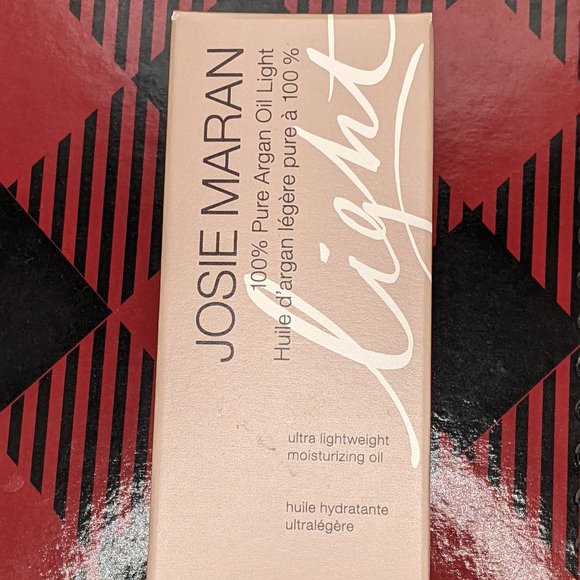 JOSIE MARAN
100% Pure Argan Oil Light
Huile d'argan légère pure à 100 %
light
ultra lightweight
moisturizing oil
huile hydratante
ultralégère